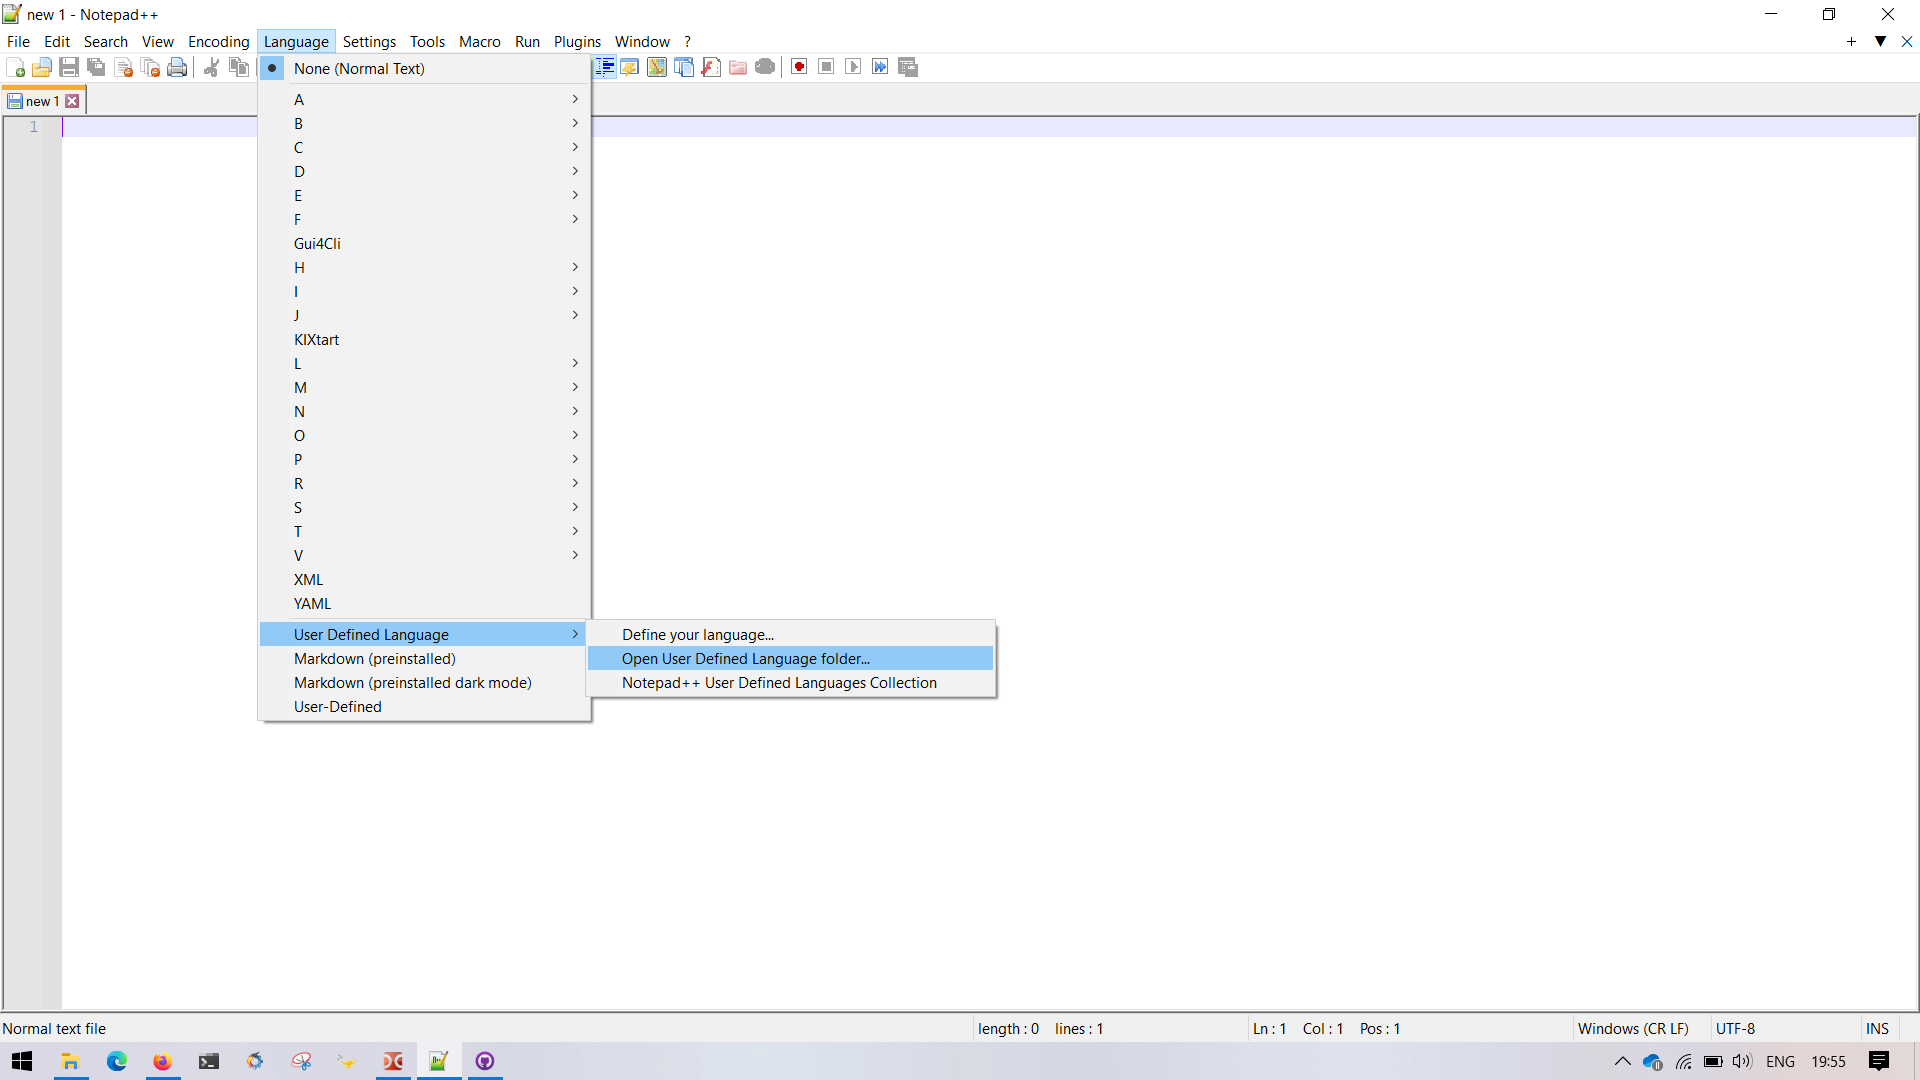 new 1 - Notepad++
File Edit Search View Encoding Language Settings Tools Macro Run Plugins Window ?
None (Normal Text)
new 1
A
B
1
C
D
E
F
Gui4Cli
H
I
J
KIXtart
L
M
N
O
P
R
S
T
V
XML
YAML
User Defined Language
Markdown (preinstalled)
Markdown (preinstalled dark mode)
User-Defined
Define your language...
Open User Defined Language folder...
Notepad++ User Defined Languages Collection
Normal text file length : 0 lines : 1 Ln : 1 Col : 1 Pos : 1 Windows (CR LF) UTF-8 INS
ENG 19:55